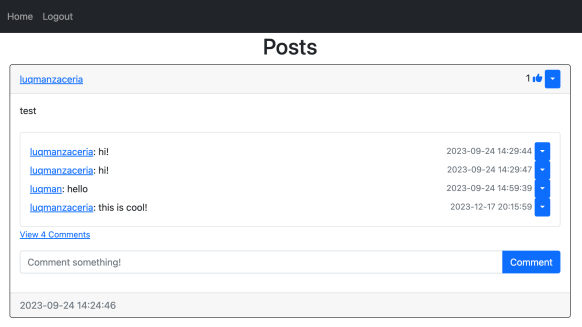 Home Logout
Posts
luqmanzaceria 1
test
luqmanzaceria: hi! 2023-09-24 14:29:44
luqmanzaceria: hi! 2023-09-24 14:29:47
luqman: hello 2023-09-24 14:59:39
luqmanzaceria: this is cool! 2023-12-17 20:15:59
View 4 Comments
Comment something! Comment
2023-09-24 14:24:46